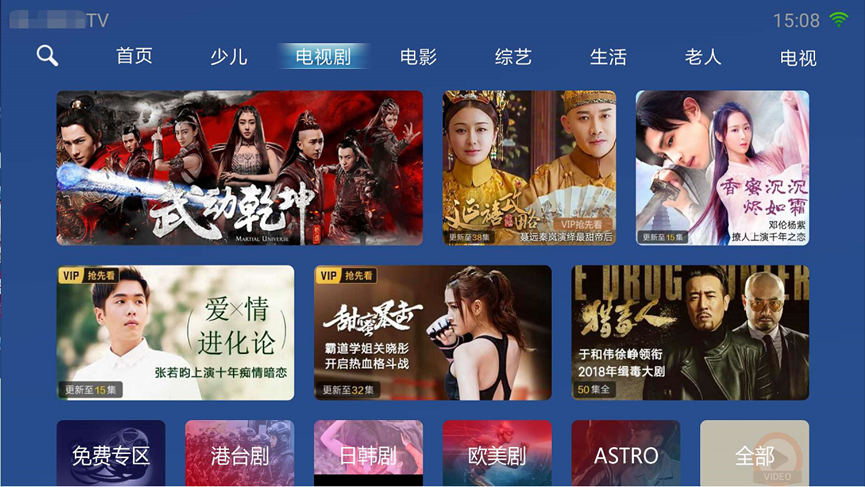 TV
15:08
首页
少儿
电视剧
电影
综艺
生活
老人
电视
武动乾坤
MARTIAL UNIVERSE
VIP抢先看
更新至38集
聂远秦岚演绎最甜帝后
香蜜沉沉
烬如霜
邓伦杨紫
更新至15集
撩人上演千年之恋
VIP 抢先看
爱×情
进化论
张若昀上演十年痴情暗恋
更新至15集
VIP 抢先看
甜蜜暴击
霸道学姐关晓彤
开启热血格斗战
更新至32集
E DRUG HUNTER
猎毒人
于和伟徐峥领衔
2018年缉毒大剧
50集全
免费专区
港台剧
日韩剧
欧美剧
ASTRO
全部
VIDEO